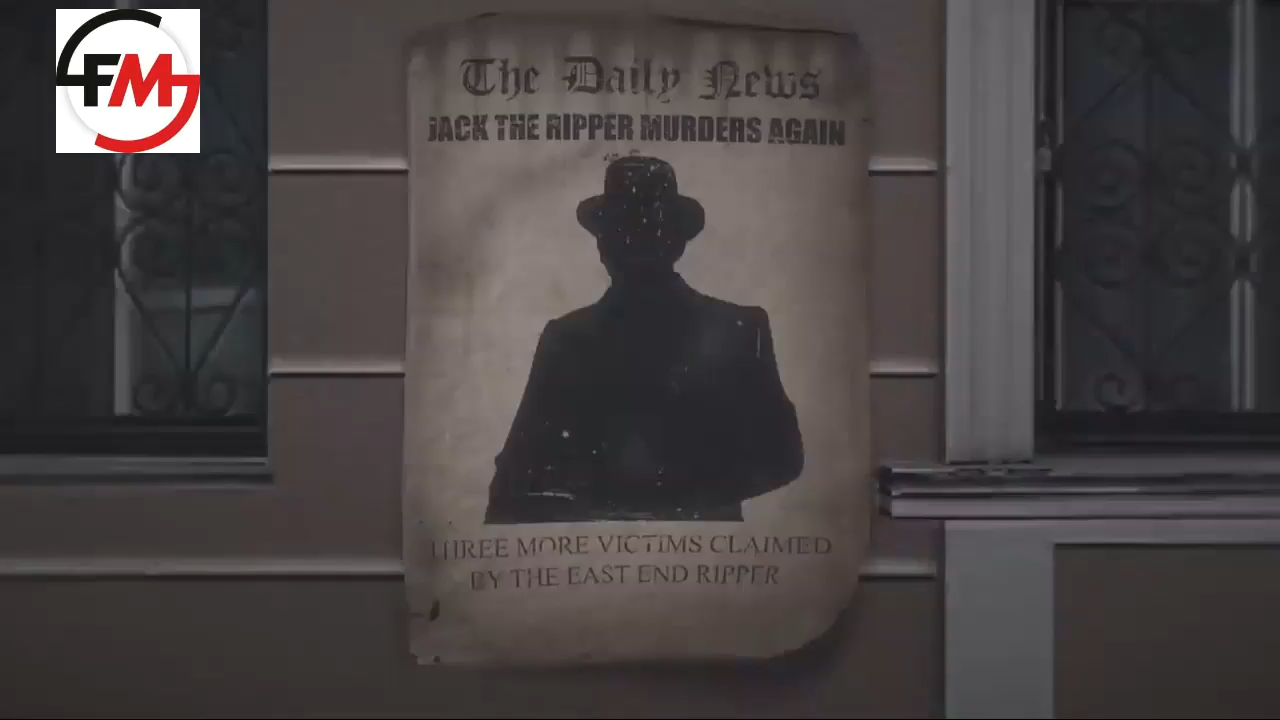 FM
The Daily News
JACK THE RIPPER MURDERS AGAIN
THREE MORE VICTIMS CLAIMED
BY THE EAST END RIPPER